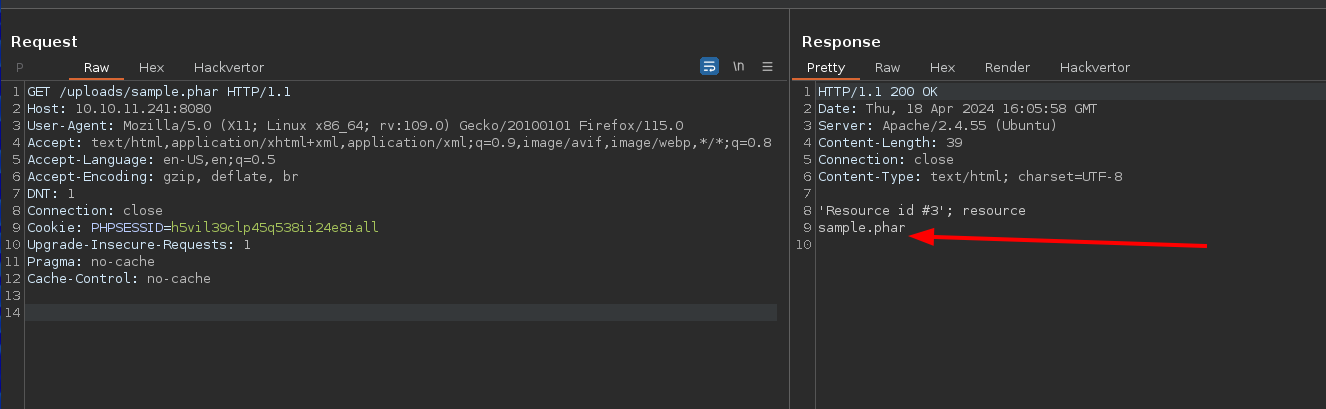 Request
P Raw Hex Hackvertor \n
1 GET /uploads/sample.phar HTTP/1.1
2 Host: 10.10.11.241:8080
3 User-Agent: Mozilla/5.0 (X11; Linux x86_64; rv:109.0) Gecko/20100101 Firefox/115.0
4 Accept: text/html,application/xhtml+xml,application/xml;q=0.9,image/avif,image/webp,*/*;q=0.8
5 Accept-Language: en-US,en;q=0.5
6 Accept-Encoding: gzip, deflate, br
7 DNT: 1
8 Connection: close
9 Cookie: PHPSESSID=h5vil39clp45q538ii24e8iall
10 Upgrade-Insecure-Requests: 1
11 Pragma: no-cache
12 Cache-Control: no-cache
13
14
Response
Pretty Raw Hex Render Hackvertor
1 HTTP/1.1 200 OK
2 Date: Thu, 18 Apr 2024 16:05:58 GMT
3 Server: Apache/2.4.55 (Ubuntu)
4 Content-Length: 39
5 Connection: close
6 Content-Type: text/html; charset=UTF-8
7
8 'Resource id #3'; resource
9 sample.phar
10